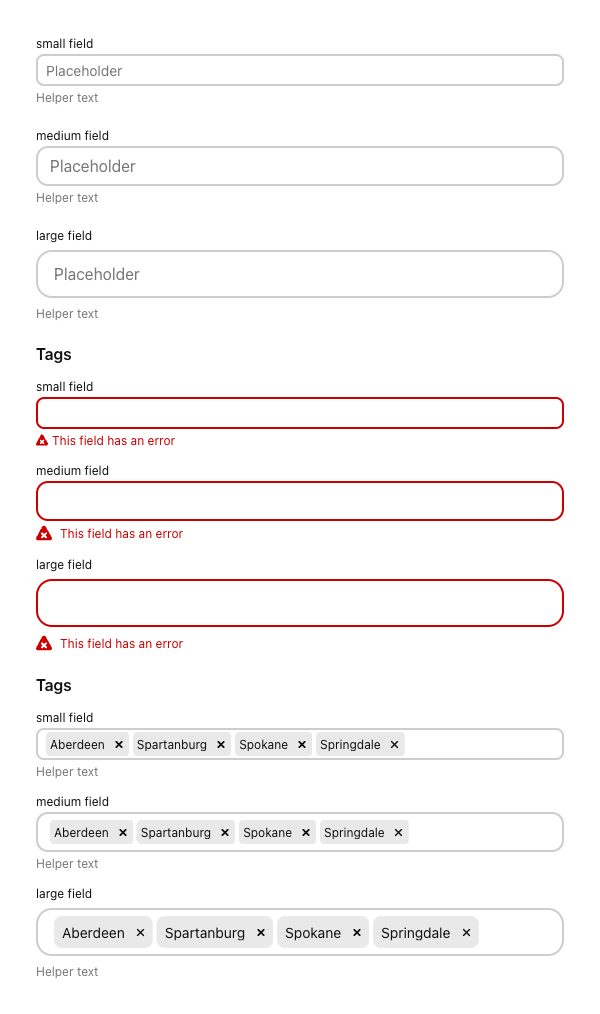 small field
Placeholder
Helper text
medium field
Placeholder
Helper text
large field
Placeholder
Helper text
Tags
small field
This field has an error
medium field
This field has an error
large field
This field has an error
Tags
small field
Aberdeen Spartanburg Spokane Springdale
Helper text
medium field
Aberdeen Spartanburg Spokane Springdale
Helper text
large field
Aberdeen Spartanburg Spokane Springdale
Helper text